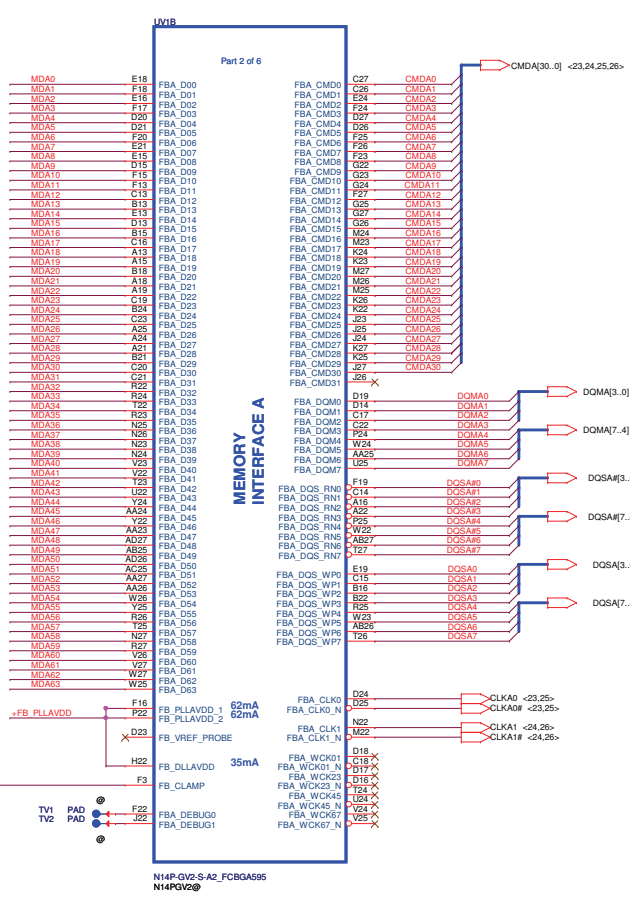 UV1B
Part 2 of 6
MDA0 E18 FBA_D00 FBA_CMD0 C27 CMDA0
MDA1 F18 FBA_D01 FBA_CMD1 C26 CMDA1
MDA2 E16 FBA_D02 FBA_CMD2 E24 CMDA2
MDA3 F17 FBA_D03 FBA_CMD3 F24 CMDA3
MDA4 D20 FBA_D04 FBA_CMD4 D27 CMDA4
MDA5 D21 FBA_D05 FBA_CMD5 D26 CMDA5
MDA6 F20 FBA_D06 FBA_CMD6 F25 CMDA6
MDA7 E21 FBA_D07 FBA_CMD7 F26 CMDA7
MDA8 E15 FBA_D08 FBA_CMD8 F23 CMDA8
MDA9 D15 FBA_D09 FBA_CMD9 G22 CMDA9
MDA10 F15 FBA_D10 FBA_CMD10 G23 CMDA10
MDA11 F13 FBA_D11 FBA_CMD11 G24 CMDA11
MDA12 C13 FBA_D12 FBA_CMD12 F27 CMDA12
MDA13 B13 FBA_D13 FBA_CMD13 G25 CMDA13
MDA14 E13 FBA_D14 FBA_CMD14 G27 CMDA14
MDA15 D13 FBA_D15 FBA_CMD15 G26 CMDA15
MDA16 B15 FBA_D16 FBA_CMD16 M24 CMDA16
MDA17 C16 FBA_D17 FBA_CMD17 M23 CMDA17
MDA18 A13 FBA_D18 FBA_CMD18 K24 CMDA18
MDA19 A15 FBA_D19 FBA_CMD19 K23 CMDA19
MDA20 B18 FBA_D20 FBA_CMD20 M27 CMDA20
MDA21 A18 FBA_D21 FBA_CMD21 M26 CMDA21
MDA22 A19 FBA_D22 FBA_CMD22 M25 CMDA22
MDA23 C19 FBA_D23 FBA_CMD23 K26 CMDA23
MDA24 B24 FBA_D24 FBA_CMD24 K22 CMDA24
MDA25 C23 FBA_D25 FBA_CMD25 J23 CMDA25
MDA26 A25 FBA_D26 FBA_CMD26 J25 CMDA26
MDA27 A24 FBA_D27 FBA_CMD27 J24 CMDA27
MDA28 A21 FBA_D28 FBA_CMD28 K27 CMDA28
MDA29 B21 FBA_D29 FBA_CMD29 K25 CMDA29
MDA30 C20 FBA_D30 FBA_CMD30 J27 CMDA30
MDA31 C21 FBA_D31 FBA_CMD31 J26
CMDA[30..0] <23,24,25,26>
MDA32 R22 FBA_D32
MDA33 R24 FBA_D33
MDA34 T22 FBA_D34
MDA35 R23 FBA_D35
MDA36 N25 FBA_D36
MDA37 N26 FBA_D37
MDA38 N23 FBA_D38
MDA39 N24 FBA_D39
MDA40 V23 FBA_D40
MDA41 V22 FBA_D41
MDA42 T23 FBA_D42
MDA43 U22 FBA_D43
MDA44 Y24 FBA_D44
MDA45 AA24 FBA_D45
MDA46 Y22 FBA_D46
MDA47 AA23 FBA_D47
MDA48 AD27 FBA_D48
MDA49 AB25 FBA_D49
MDA50 AD26 FBA_D50
MDA51 AC25 FBA_D51
MDA52 AA27 FBA_D52
MDA53 AA26 FBA_D53
MDA54 W26 FBA_D54
MDA55 Y25 FBA_D55
MDA56 R26 FBA_D56
MDA57 T25 FBA_D57
MDA58 N27 FBA_D58
MDA59 R27 FBA_D59
MDA60 V26 FBA_D60
MDA61 V27 FBA_D61
MDA62 W27 FBA_D62
MDA63 W25 FBA_D63
MEMORY
INTERFACE A
FBA_DQM0 D19 DQMA0
FBA_DQM1 D14 DQMA1
FBA_DQM2 C17 DQMA2
FBA_DQM3 C22 DQMA3
FBA_DQM4 P24 DQMA4
FBA_DQM5 W24 DQMA5
FBA_DQM6 AA25 DQMA6
FBA_DQM7 U25 DQMA7
DQMA[3..0]
DQMA[7..4]
FBA_DQS_RN0 F19 DQSA#0
FBA_DQS_RN1 C14 DQSA#1
FBA_DQS_RN2 A16 DQSA#2
FBA_DQS_RN3 A22 DQSA#3
FBA_DQS_RN4 P25 DQSA#4
FBA_DQS_RN5 W22 DQSA#5
FBA_DQS_RN6 AB27 DQSA#6
FBA_DQS_RN7 T27 DQSA#7
DQSA#[3..
DQSA#[7..
FBA_DQS_WP0 E19 DQSA0
FBA_DQS_WP1 C15 DQSA1
FBA_DQS_WP2 B16 DQSA2
FBA_DQS_WP3 B22 DQSA3
FBA_DQS_WP4 R25 DQSA4
FBA_DQS_WP5 W23 DQSA5
FBA_DQS_WP6 AB26 DQSA6
FBA_DQS_WP7 T26 DQSA7
DQSA[3..
DQSA[7..
F16 FB_PLLAVDD_1 62mA
+FB_PLLAVDD P22 FB_PLLAVDD_2 62mA
D23 FB_VREF_PROBE
H22 FB_DLLAVDD 35mA
F3 FB_CLAMP
@
TV1 PAD F22 FBA_DEBUG0
TV2 PAD J22 FBA_DEBUG1
@
FBA_CLK0 D24 CLKA0 <23,25>
FBA_CLK0_N D25 CLKA0# <23,25>
FBA_CLK1 N22 CLKA1 <24,26>
FBA_CLK1_N M22 CLKA1# <24,26>
FBA_WCK01 D18
FBA_WCK01_N C18
FBA_WCK23 D17
FBA_WCK23_N D16
FBA_WCK45 T24
FBA_WCK45_N U24
FBA_WCK67 V24
FBA_WCK67_N V25
N14P-GV2-S-A2_FCBGA595
N14PGV2@